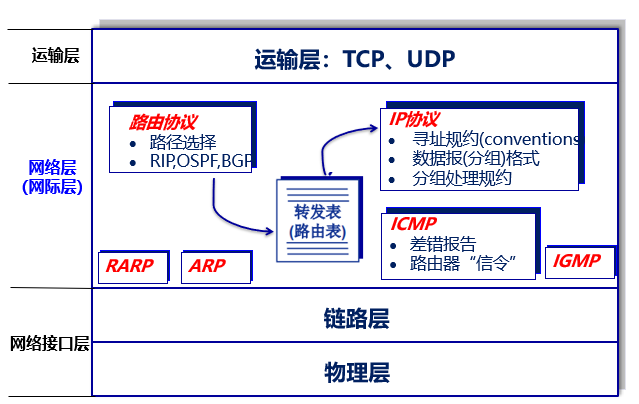 运输层
运输层：TCP、UDP
网络层
(网际层)
路由协议
• 路径选择
• RIP,OSPF,BGP
IP协议
• 寻址规约(conventions
• 数据报(分组)格式
• 分组处理规约
转发表
(路由表)
ICMP
• 差错报告
• 路由器“信令”
RARP
ARP
IGMP
网络接口层
链路层
物理层